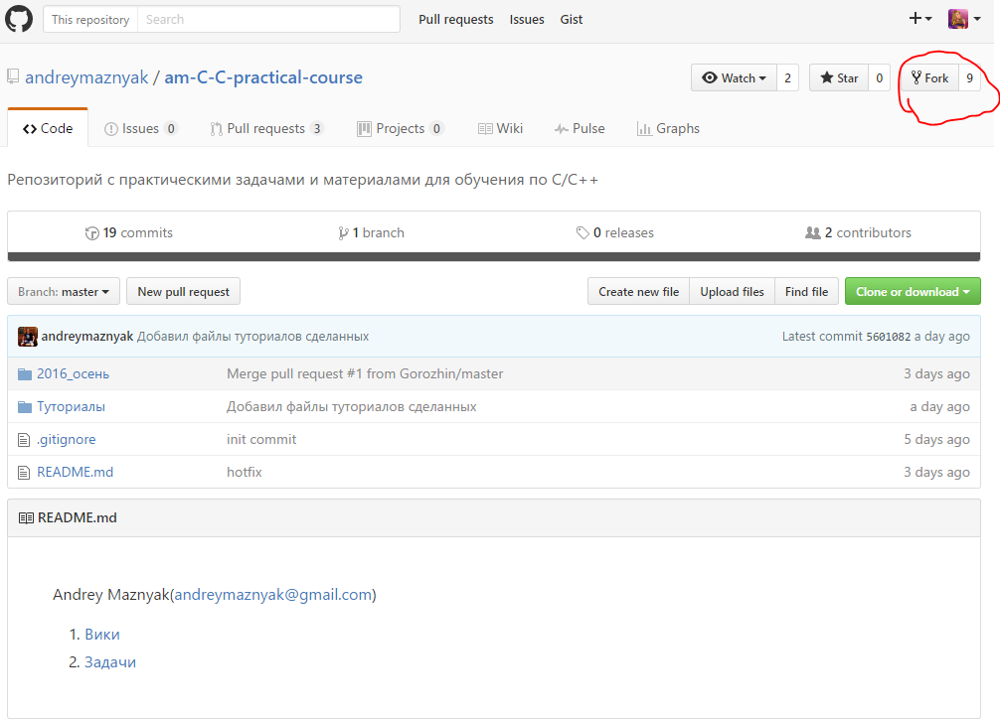 This repository Search Pull requests Issues Gist
andreymaznyak / am-C-C-practical-course Watch 2 Star 0 Fork 9
Code Issues 0 Pull requests 3 Projects 0 Wiki Pulse Graphs
Репозиторий с практическими задачами и материалами для обучения по C/C++
19 commits 1 branch 0 releases 2 contributors
Branch: master New pull request Create new file Upload files Find file Clone or download
andreymaznyak Добавил файлы туториалов сделанных Latest commit 5601082 a day ago
2016_осень Merge pull request #1 from Gorozhin/master 3 days ago
Туториалы Добавил файлы туториалов сделанных a day ago
.gitignore init commit 5 days ago
README.md hotfix 3 days ago
README.md
Andrey Maznyak(andreymaznyak@gmail.com)
1. Вики
2. Задачи